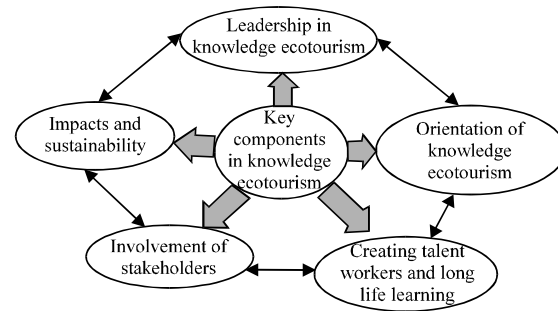 Leadership in
knowledge ecotourism
Impacts and
sustainability
Key
components
in knowledge
ecotourism
Orientation of
knowledge
ecotourism
Involvement of
stakeholders
Creating talent
workers and long
life learning